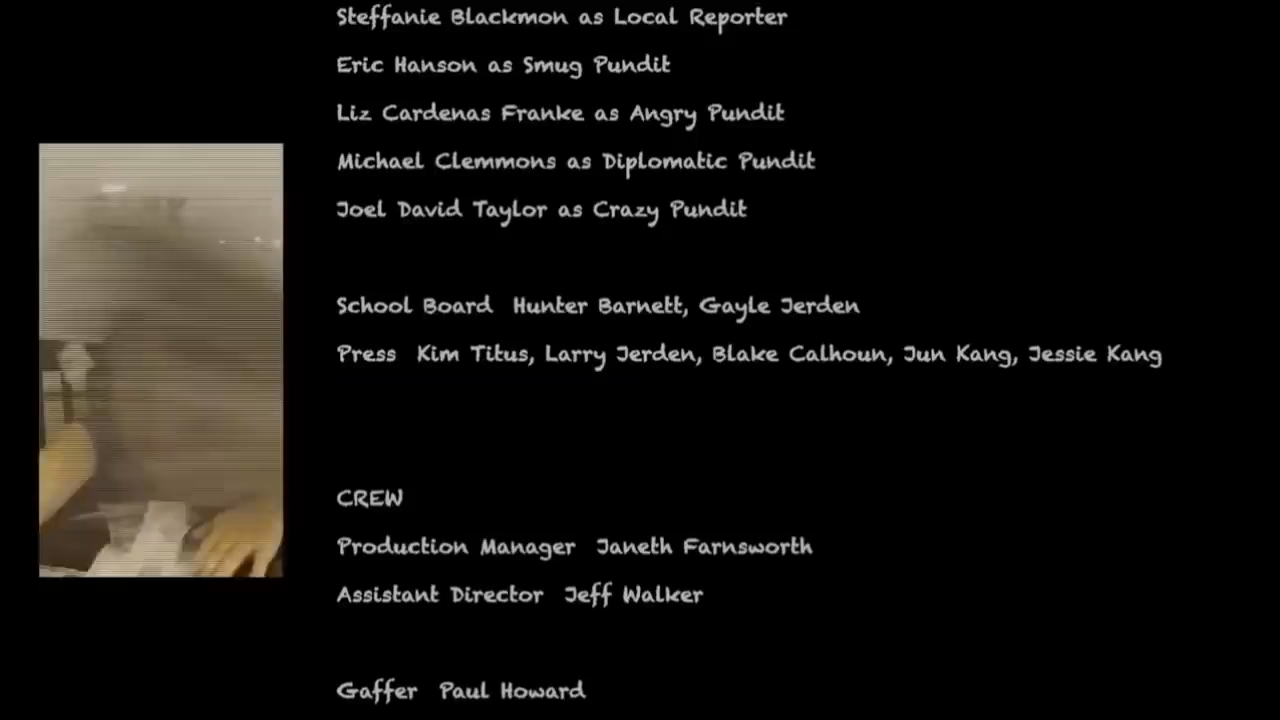 Steffanie Blackmon as Local Reporter
Eric Hanson as Smug Pundit
Liz Cardenas Franke as Angry Pundit
Michael Clemmons as Diplomatic Pundit
Joel David Taylor as Crazy Pundit
School Board Hunter Barnett, Gayle Jerden
Press Kim Titus, Larry Jerden, Blake Calhoun, Jun Kang, Jessie Kang
CREW
Production Manager Janeth Farnsworth
Assistant Director Jeff Walker
Gaffer Paul Howard